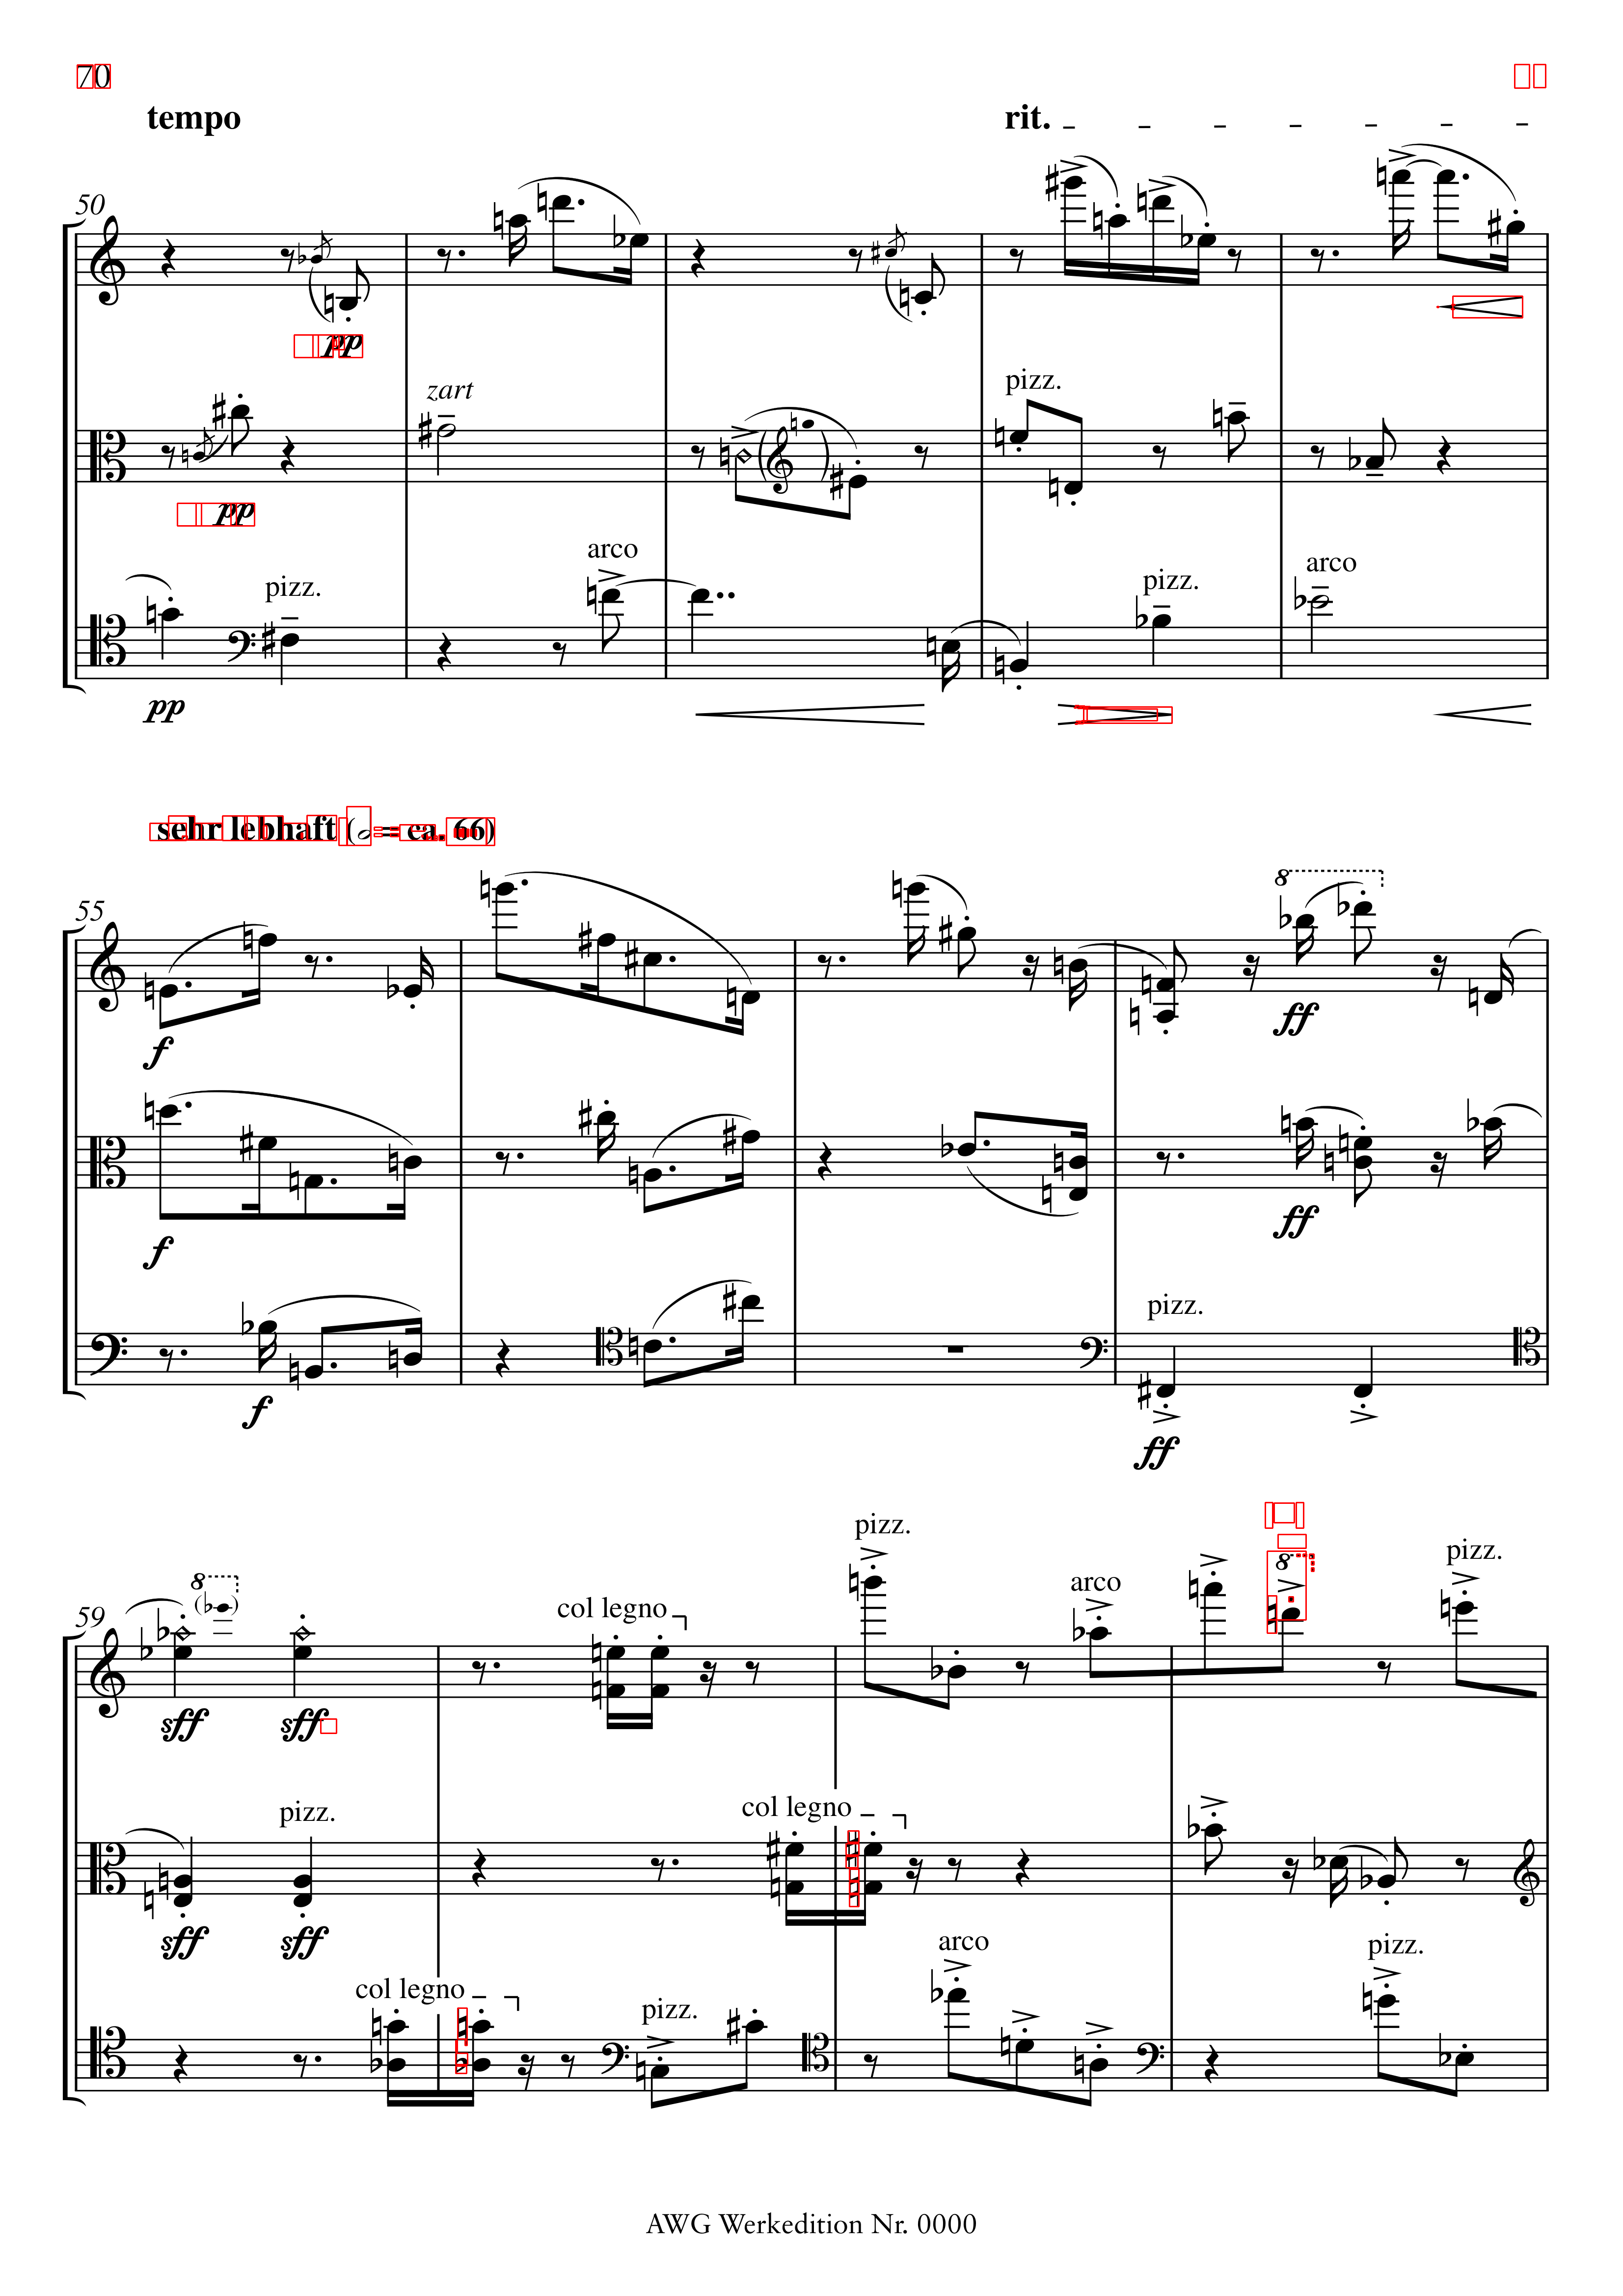 70
tempo rit.
50
pp
zart pizz.
pp
arco
pizz. pizz. arco
pp
sehr lebhaft (𝅗𝅥 = ca. 66)
55
8
f ff
f ff
pizz.
f
ff
pizz. 8 pizz.
8 arco
59
col legno
sff sff
pizz. col legno
sff sff
arco pizz.
col legno pizz.
AWG Werkedition Nr. 0000